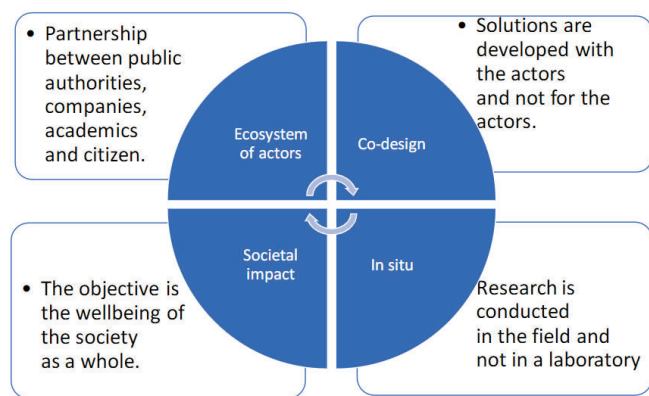 • Partnership
between public
authorities,
companies,
academics
and citizen.
Ecosystem
of actors
• Solutions are
developed with
the actors
and not for the
actors.
Co-design
• The objective is
the wellbeing of
the society
as a whole.
Societal
impact
In situ
Research is
conducted
in the field and
not in a laboratory